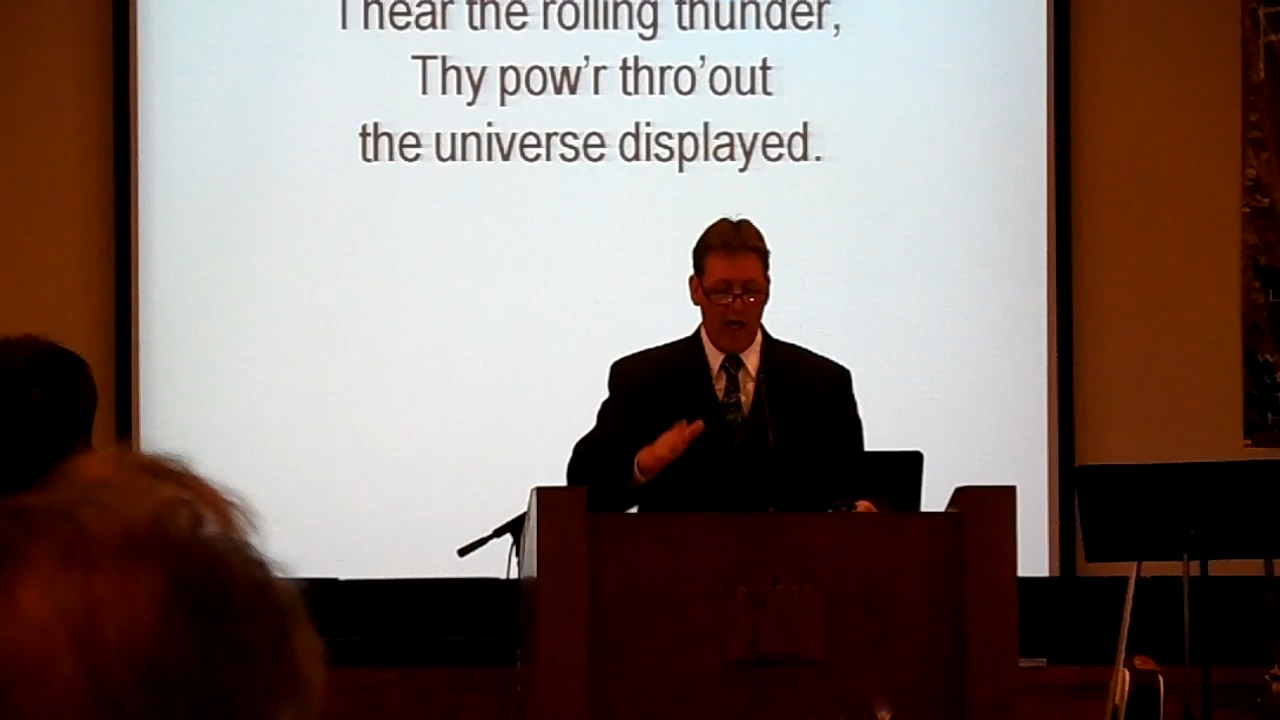 I hear the rolling thunder,
Thy pow'r thro'out
the universe displayed.